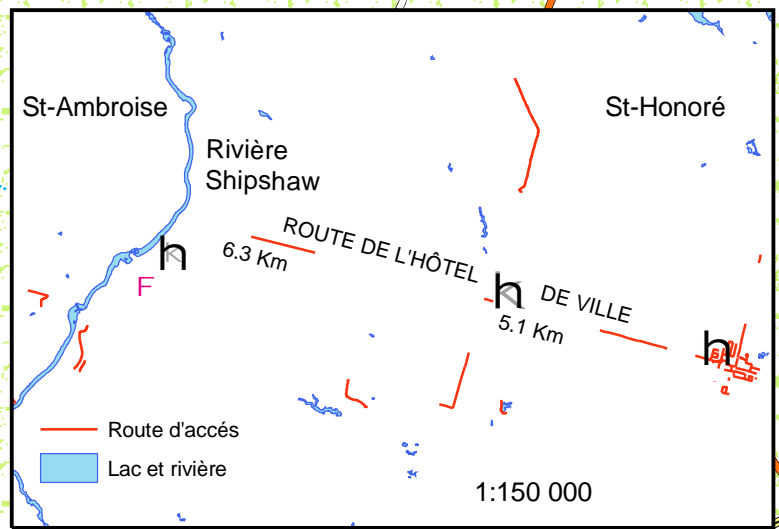 St-Ambroise
St-Honoré
Rivière
Shipshaw
h
F
6.3 Km
ROUTE DE L'HÔTEL
h
DE VILLE
5.1 Km
h
Route d'accés
Lac et rivière
1:150 000